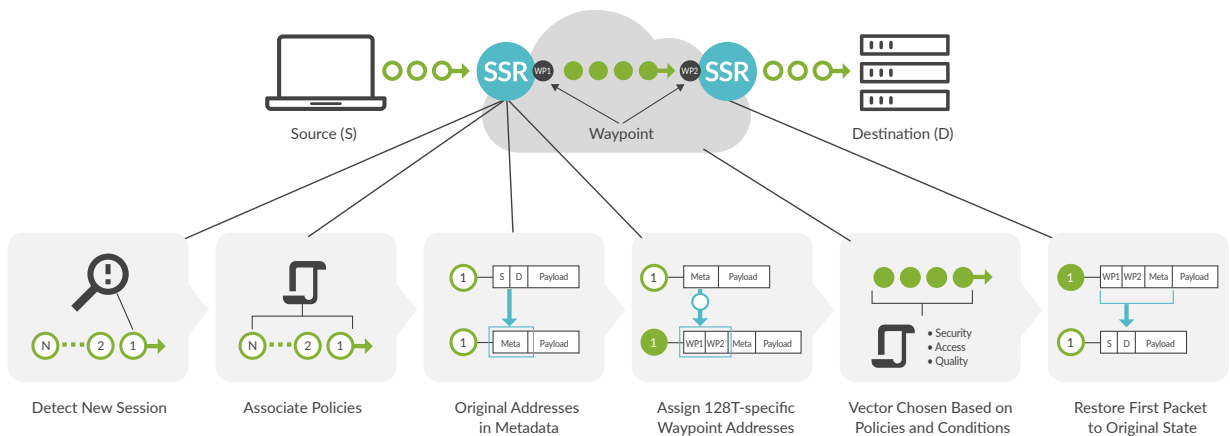 SSR
WP1
WP2
SSR
Source (S)
Waypoint
Destination (D)
N
2
1
Detect New Session
N
2
1
Associate Policies
1
S D Payload
1
Meta Payload
Original Addresses
in Metadata
1
Meta Payload
1
WP1 WP2 Meta Payload
Assign 128T-specific
Waypoint Addresses
• Security
• Access
• Quality
Vector Chosen Based on
Policies and Conditions
1
WP1 WP2 Meta Payload
1
S D Payload
Restore First Packet
to Original State